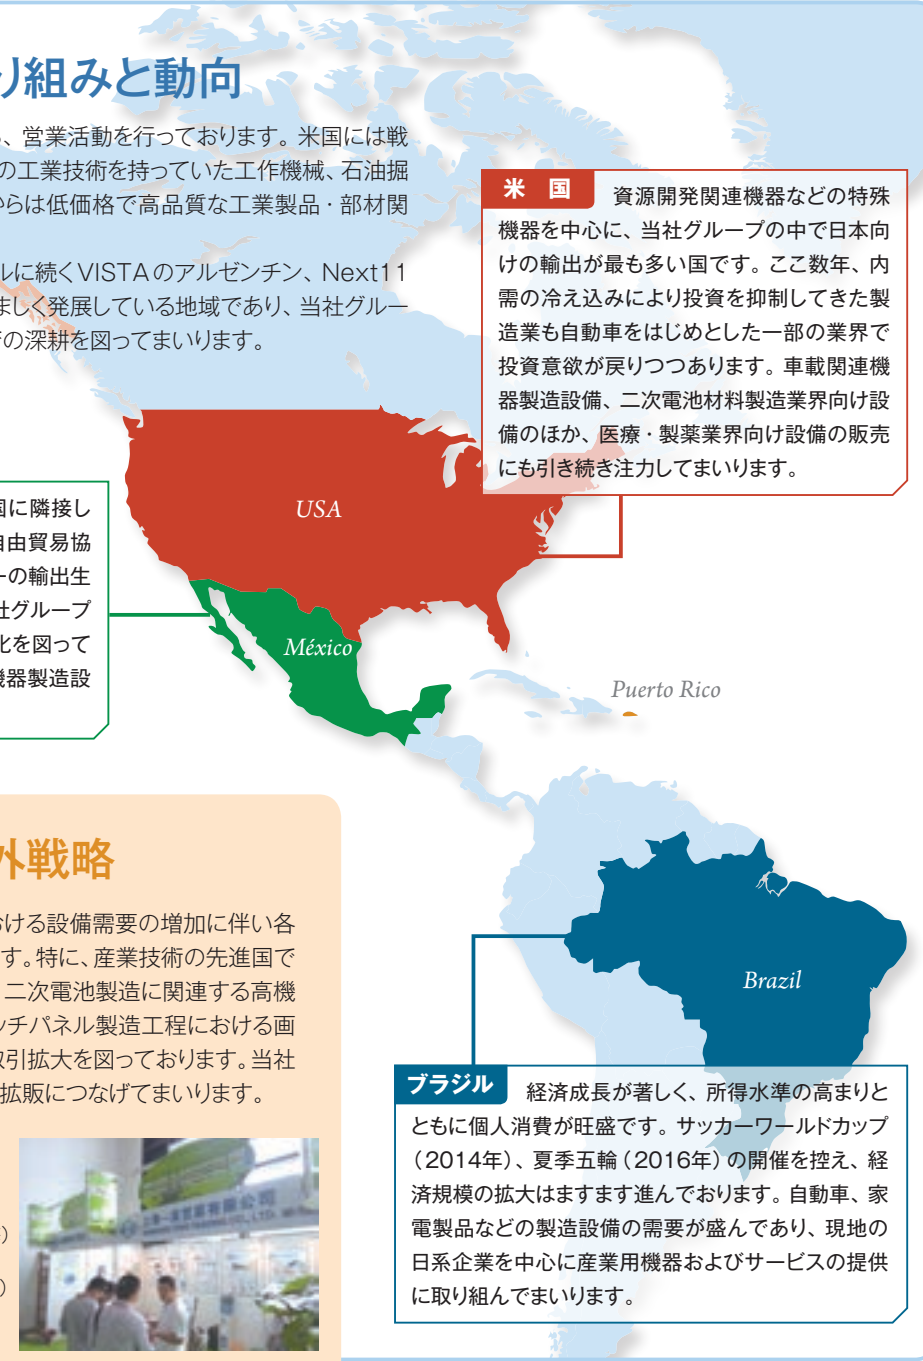 り組みと動向
、営業活動を行っております。米国には戦
の工業技術を持っていた工作機械、石油掘
からは低価格で高品質な工業製品・部材関
ルに続くVISTAのアルゼンチン、Next11
ましく発展している地域であり、当社グルー
の深耕を図ってまいります。
米 国 資源開発関連機器などの特殊
機器を中心に、当社グループの中で日本向
けの輸出が最も多い国です。ここ数年、内
需の冷え込みにより投資を抑制してきた製
造業も自動車をはじめとした一部の業界で
投資意欲が戻りつつあります。車載関連機
器製造設備、二次電池材料製造業界向け設
備のほか、医療・製薬業界向け設備の販売
にも引き続き注力してまいります。
USA
国に隣接し
自由貿易協
ーの輸出生
社グループ
化を図って
機器製造設
México
Puerto Rico
外戦略
おける設備需要の増加に伴い各
す。特に、産業技術の先進国で
二次電池製造に関連する高機
ッチパネル製造工程における画
取引拡大を図っております。当社
拡販につなげてまいります。
）
）
Brazil
ブラジル 経済成長が著しく、所得水準の高まりと
ともに個人消費が旺盛です。サッカーワールドカップ
（2014年）、夏季五輪（2016年）の開催を控え、経
済規模の拡大はますます進んでおります。自動車、家
電製品などの製造設備の需要が盛んであり、現地の
日系企業を中心に産業用機器およびサービスの提供
に取り組んでまいります。